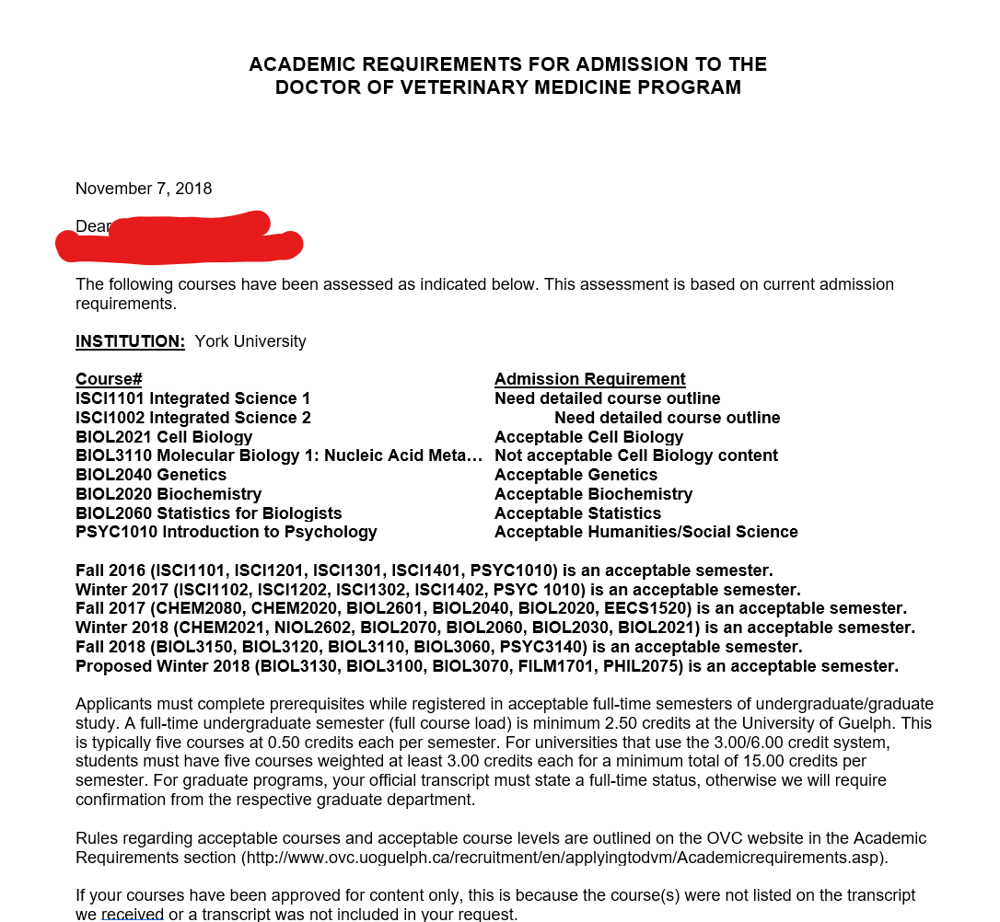 ACADEMIC REQUIREMENTS FOR ADMISSION TO THE
DOCTOR OF VETERINARY MEDICINE PROGRAM
November 7, 2018
Dear
The following courses have been assessed as indicated below. This assessment is based on current admission
requirements.
INSTITUTION: York University
Course# Admission Requirement
ISCI1101 Integrated Science 1 Need detailed course outline
ISCI1002 Integrated Science 2 Need detailed course outline
BIOL2021 Cell Biology Acceptable Cell Biology
BIOL3110 Molecular Biology 1: Nucleic Acid Meta… Not acceptable Cell Biology content
BIOL2040 Genetics Acceptable Genetics
BIOL2020 Biochemistry Acceptable Biochemistry
BIOL2060 Statistics for Biologists Acceptable Statistics
PSYC1010 Introduction to Psychology Acceptable Humanities/Social Science
Fall 2016 (ISCI1101, ISCI1201, ISCI1301, ISCI1401, PSYC1010) is an acceptable semester.
Winter 2017 (ISCI1102, ISCI1202, ISCI1302, ISCI1402, PSYC 1010) is an acceptable semester.
Fall 2017 (CHEM2080, CHEM2020, BIOL2601, BIOL2040, BIOL2020, EECS1520) is an acceptable semester.
Winter 2018 (CHEM2021, NIOL2602, BIOL2070, BIOL2060, BIOL2030, BIOL2021) is an acceptable semester.
Fall 2018 (BIOL3150, BIOL3120, BIOL3110, BIOL3060, PSYC3140) is an acceptable semester.
Proposed Winter 2018 (BIOL3130, BIOL3100, BIOL3070, FILM1701, PHIL2075) is an acceptable semester.
Applicants must complete prerequisites while registered in acceptable full-time semesters of undergraduate/graduate
study. A full-time undergraduate semester (full course load) is minimum 2.50 credits at the University of Guelph. This
is typically five courses at 0.50 credits each per semester. For universities that use the 3.00/6.00 credit system,
students must have five courses weighted at least 3.00 credits each for a minimum total of 15.00 credits per
semester. For graduate programs, your official transcript must state a full-time status, otherwise we will require
confirmation from the respective graduate department.
Rules regarding acceptable courses and acceptable course levels are outlined on the OVC website in the Academic
Requirements section (http://www.ovc.uoguelph.ca/recruitment/en/applyingtodvm/Academicrequirements.asp).
If your courses have been approved for content only, this is because the course(s) were not listed on the transcript
we received or a transcript was not included in your request.